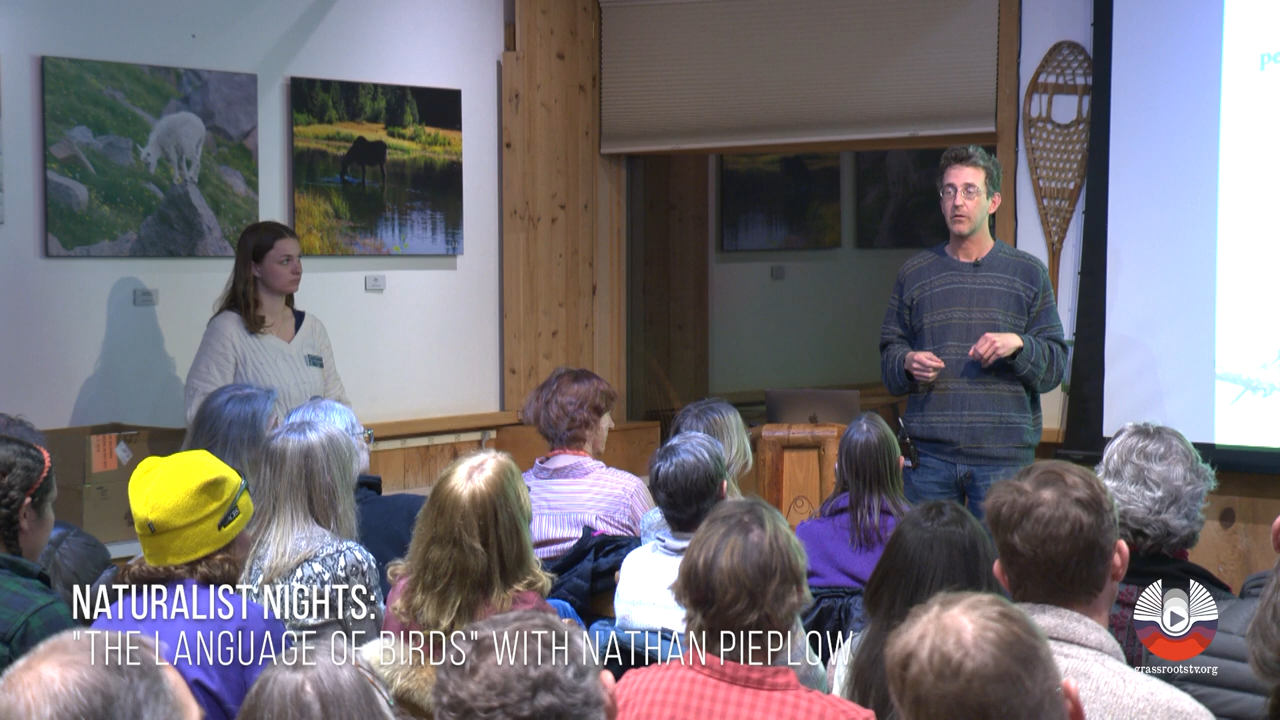 NATURALIST NIGHTS:
"THE LANGUAGE OF BIRDS" WITH NATHAN PIEPLOW
grassrootstv.org